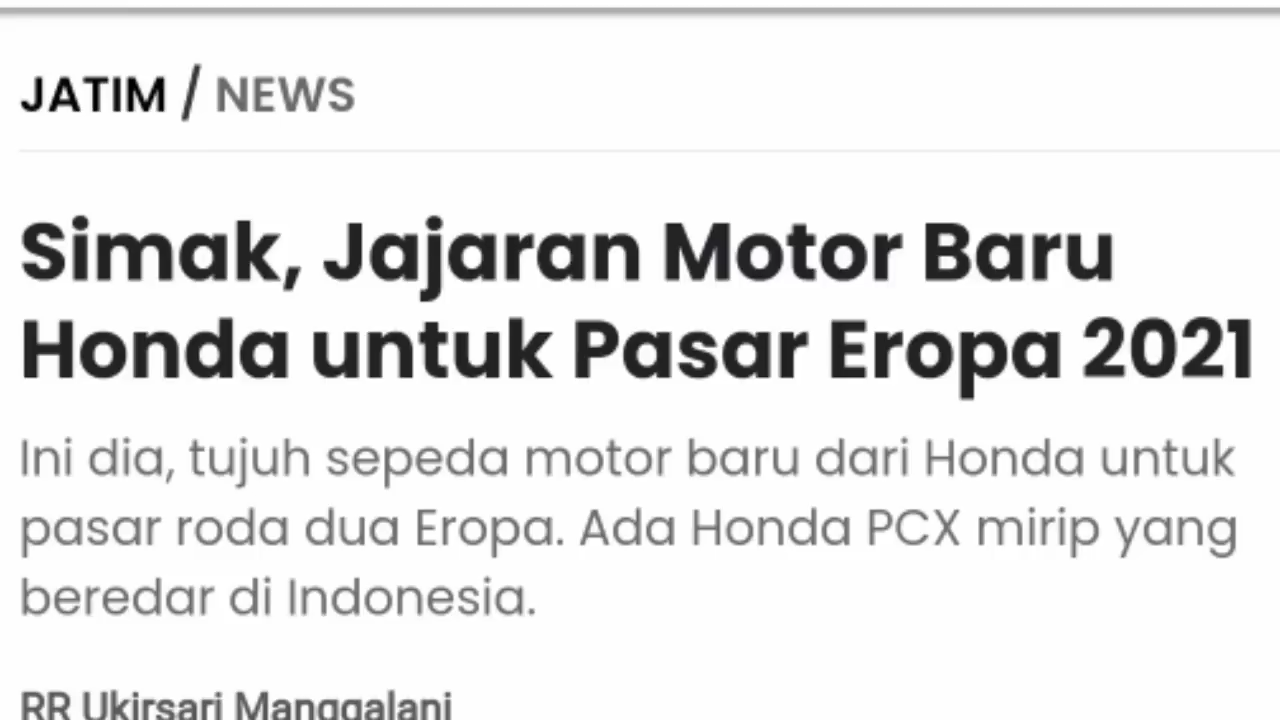 JATIM / NEWS
Simak, Jajaran Motor Baru
Honda untuk Pasar Eropa 2021
Ini dia, tujuh sepeda motor baru dari Honda untuk
pasar roda dua Eropa. Ada Honda PCX mirip yang
beredar di Indonesia.
RR Ukirsari Manggalani